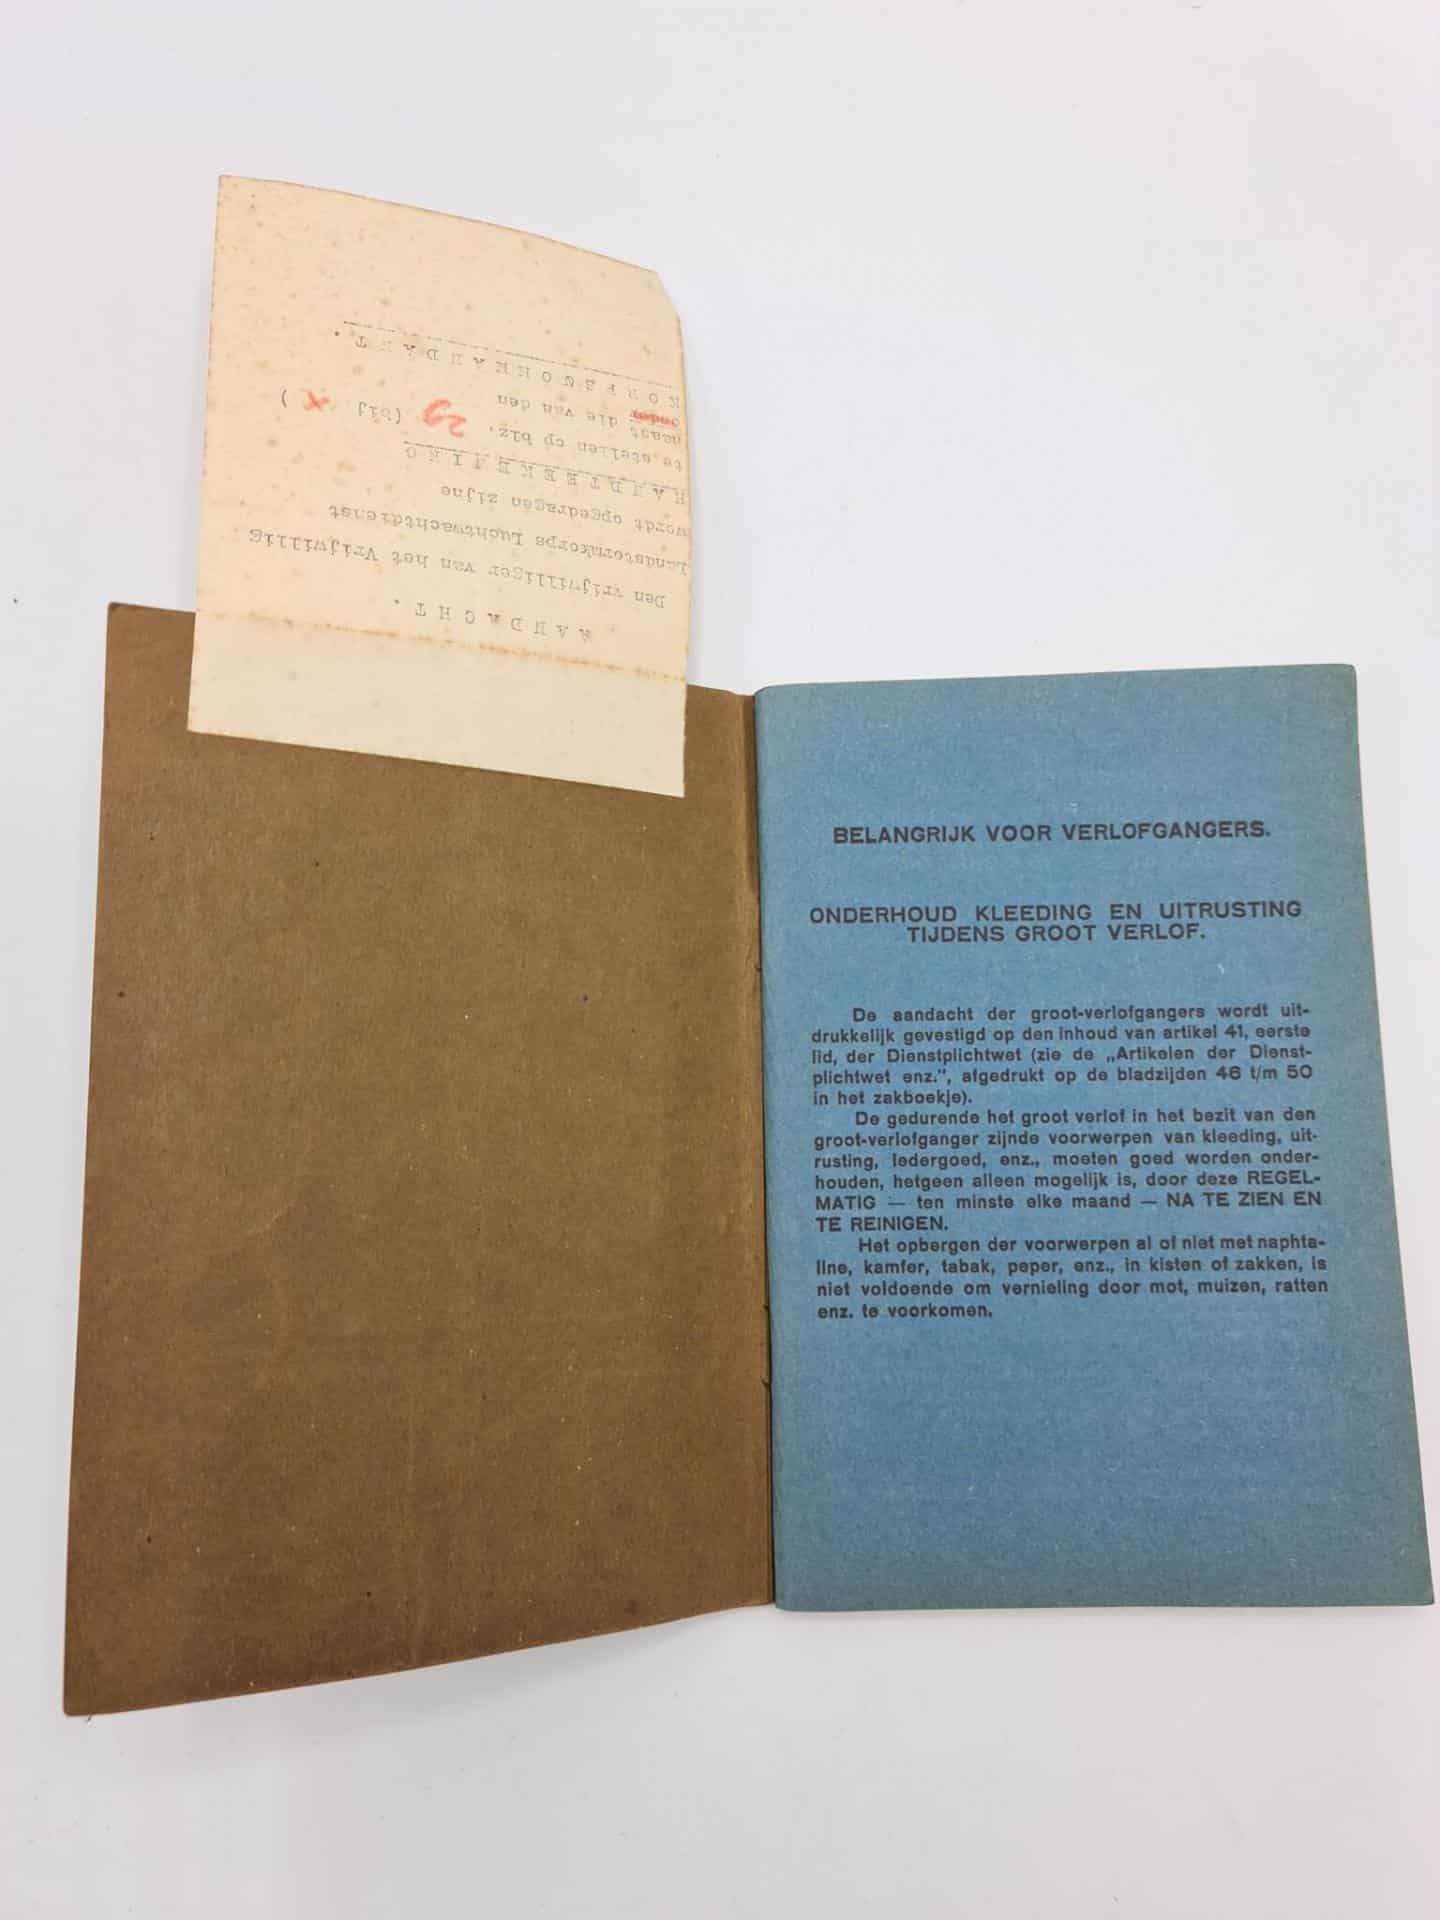 AANDACHT.
Den vrijwilliger van het Vrijwillig
Landstormkorps Luchtwachtdienst
wordt opgedragen zijne
HANDTEEKENING
te stellen op blz. 29 (bij x )
naast die van den
onder
KORPSKOMMANDANT.
BELANGRIJK VOOR VERLOFGANGERS.
ONDERHOUD KLEEDING EN UITRUSTING
TIJDENS GROOT VERLOF.
De aandacht der groot-verlofgangers wordt uit-
drukkelijk gevestigd op den inhoud van artikel 41, eerste
lid, der Dienstplichtwet (zie de „Artikelen der Dienst-
plichtwet enz.", afgedrukt op de bladzijden 46 t/m 50
in het zakboekje).
De gedurende het groot verlof in het bezit van den
groot-verlofganger zijnde voorwerpen van kleeding, uit-
rusting, ledergoed, enz., moeten goed worden onder-
houden, hetgeen alleen mogelijk is, door deze REGEL-
MATIG — ten minste elke maand — NA TE ZIEN EN
TE REINIGEN.
Het opbergen der voorwerpen al of niet met naphta-
line, kamfer, tabak, peper, enz., in kisten of zakken, is
niet voldoende om vernieling door mot, muizen, ratten
enz. te voorkomen.